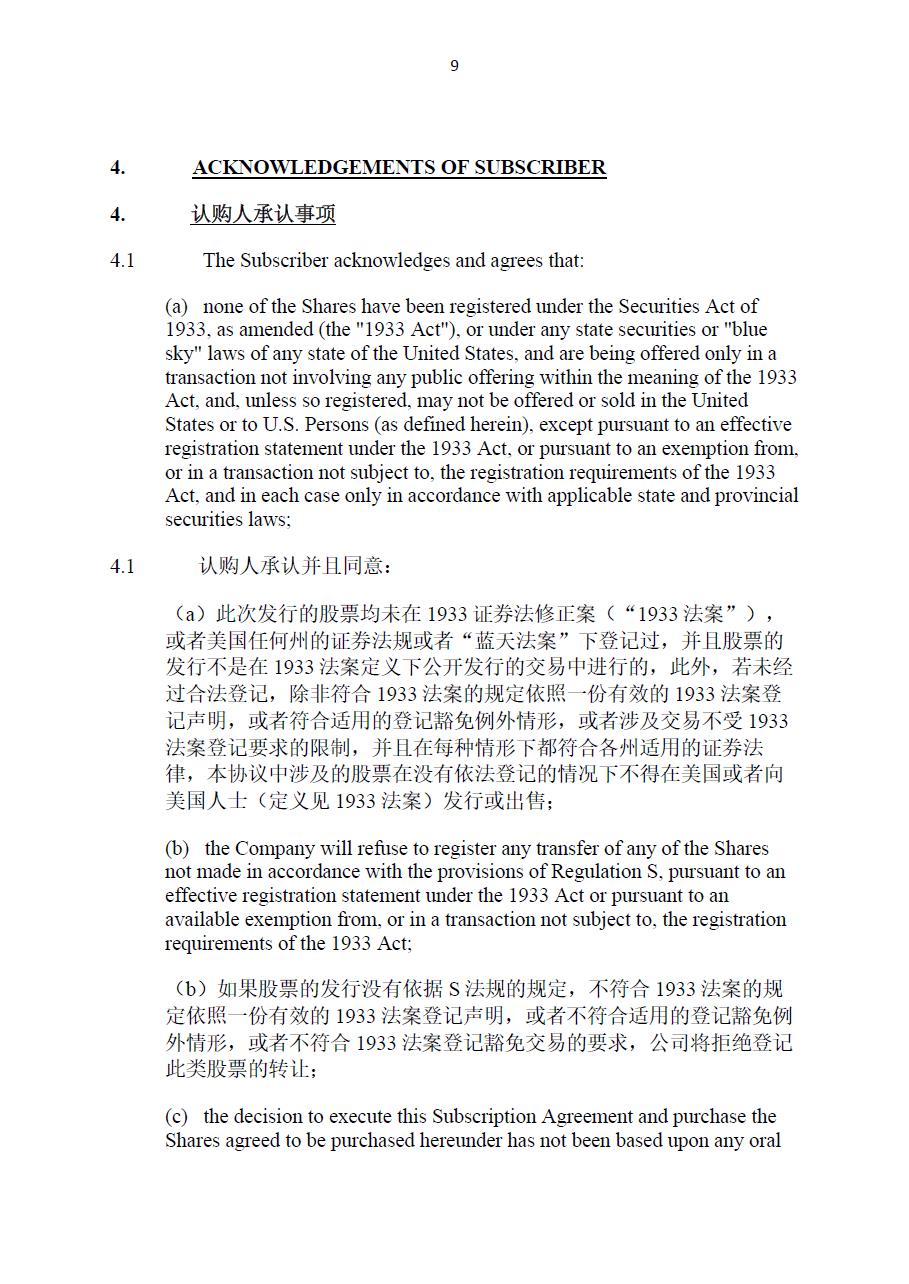 9
4. ACKNOWLEDGEMENTS OF SUBSCRIBER
4. 认购人承认事项
4.1 The Subscriber acknowledges and agrees that:
(a) none of the Shares have been registered under the Securities Act of
1933, as amended (the "1933 Act"), or under any state securities or "blue
sky" laws of any state of the United States, and are being offered only in a
transaction not involving any public offering within the meaning of the 1933
Act, and, unless so registered, may not be offered or sold in the United
States or to U.S. Persons (as defined herein), except pursuant to an effective
registration statement under the 1933 Act, or pursuant to an exemption from,
or in a transaction not subject to, the registration requirements of the 1933
Act, and in each case only in accordance with applicable state and provincial
securities laws;
4.1 认购人承认并且同意：
（a）此次发行的股票均未在 1933 证券法修正案（“1933 法案”），
或者美国任何州的证券法规或者“蓝天法案”下登记过，并且股票的
发行不是在 1933 法案定义下公开发行的交易中进行的，此外，若未经
过合法登记，除非符合 1933 法案的规定依照一份有效的 1933 法案登
记声明，或者符合适用的登记豁免例外情形，或者涉及交易不受 1933
法案登记要求的限制，并且在每种情形下都符合各州适用的证券法
律，本协议中涉及的股票在没有依法登记的情况下不得在美国或者向
美国人士（定义见 1933 法案）发行或出售；
(b) the Company will refuse to register any transfer of any of the Shares
not made in accordance with the provisions of Regulation S, pursuant to an
effective registration statement under the 1933 Act or pursuant to an
available exemption from, or in a transaction not subject to, the registration
requirements of the 1933 Act;
（b）如果股票的发行没有依据 S 法规的规定，不符合 1933 法案的规
定依照一份有效的 1933 法案登记声明，或者不符合适用的登记豁免例
外情形，或者不符合 1933 法案登记豁免交易的要求，公司将拒绝登记
此类股票的转让；
(c) the decision to execute this Subscription Agreement and purchase the
Shares agreed to be purchased hereunder has not been based upon any oral